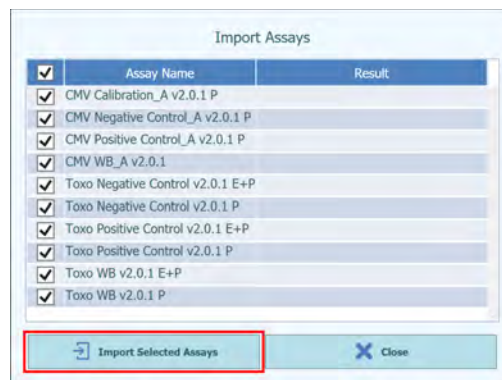 Import Assays
Assay Name Result
CMV Calibration_A v2.0.1 P
CMV Negative Control_A v2.0.1 P
CMV Positive Control_A v2.0.1 P
CMV WB_A v2.0.1
Toxo Negative Control v2.0.1 E+P
Toxo Negative Control v2.0.1 P
Toxo Positive Control v2.0.1 E+P
Toxo Positive Control v2.0.1 P
Toxo WB v2.0.1 E+P
Toxo WB v2.0.1 P
Import Selected Assays Close